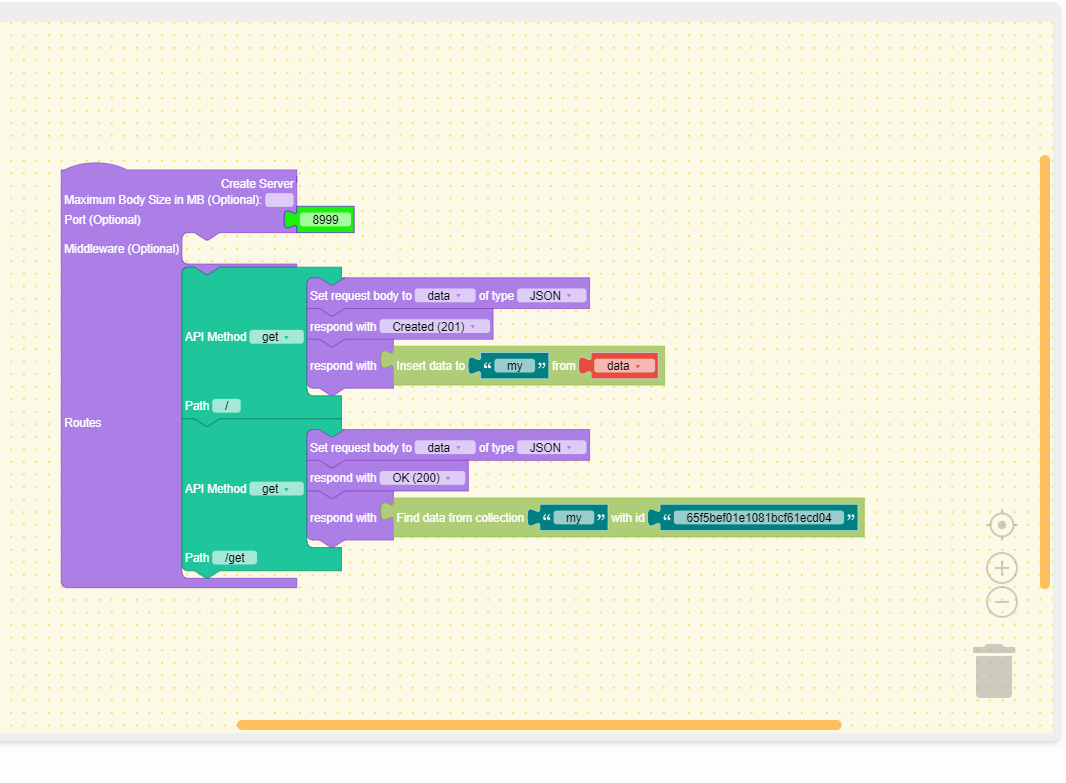 Create Server
Maximum Body Size in MB (Optional):
Port (Optional) 8999
Middleware (Optional)
Routes
API Method get
Set request body to data of type JSON
respond with Created (201)
respond with Insert data to “ my ” from data
Path /
API Method get
Set request body to data of type JSON
respond with OK (200)
respond with Find data from collection “ my ” with id “ 65f5bef01e1081bcf61ecd04 ”
Path /get